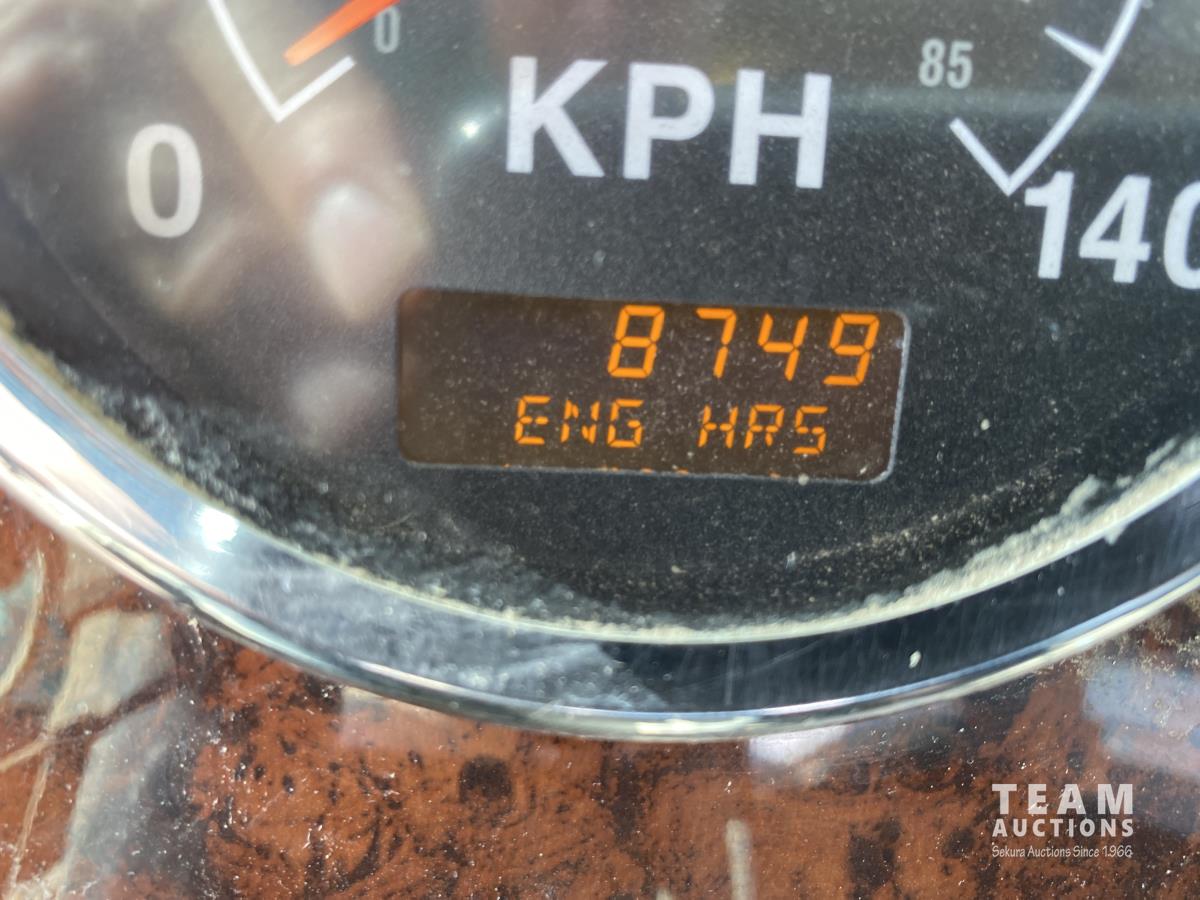 0
85
KPH
0
140
8749
ENG HRS
TEAM
AUCTIONS
Sekura Auctions Since 1966